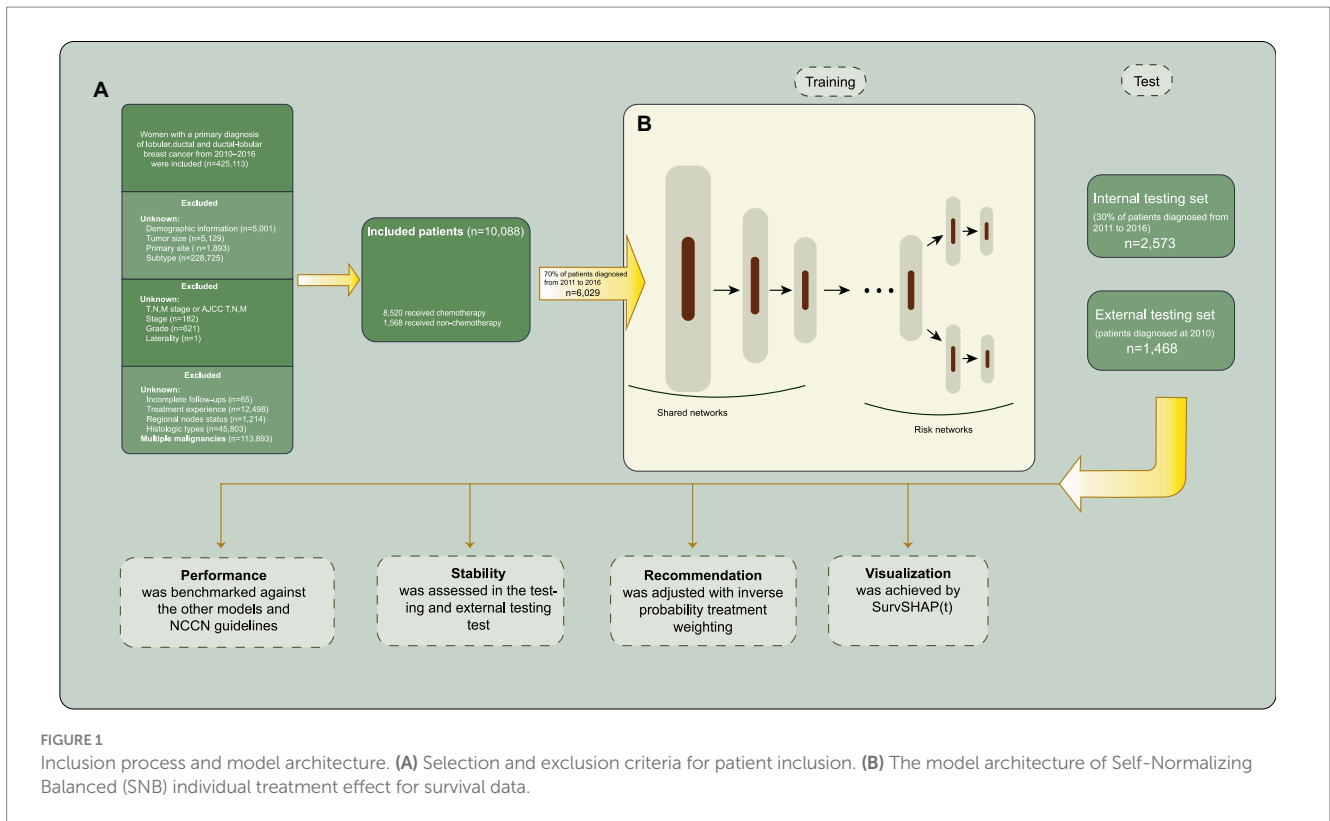 A
Women with a primary diagnosis
of lobular,ductal and ductal-lobular
breast cancer from 2010–2016
were included (n=425,113)
Excluded
Unknown:
Demographic information (n=5,001)
Tumor size (n=5,129)
Primary site ( n=1,893)
Subtype (n=228,725)
Excluded
Unknown:
T,N,M stage or AJCC T,N,M
Stage (n=182)
Grade (n=621)
Laterality (n=1)
Excluded
Unknown:
Incomplete follow-ups (n=65)
Treatment experience (n=12,498)
Regional nodes status (n=1,214)
Histologic types (n=45,803)
Multiple malignancies (n=113,893)
Included patients (n=10,088)
8,520 received chemotherapy
1,568 received non-chemotherapy
70% of patients diagnosed
from 2011 to 2016
n=6,029
Training
B
Shared networks
Risk networks
Test
Internal testing set
(30% of patients diagnosed from
2011 to 2016)
n=2,573
External testing set
(patients diagnosed at 2010)
n=1,468
Performance
was benchmarked against
the other models and
NCCN guidelines
Stability
was assessed in the test-
ing and external testing
test
Recommendation
was adjusted with inverse
probability treatment
weighting
Visualization
was achieved by
SurvSHAP(t)
FIGURE 1
Inclusion process and model architecture. (A) Selection and exclusion criteria for patient inclusion. (B) The model architecture of Self-Normalizing
Balanced (SNB) individual treatment effect for survival data.